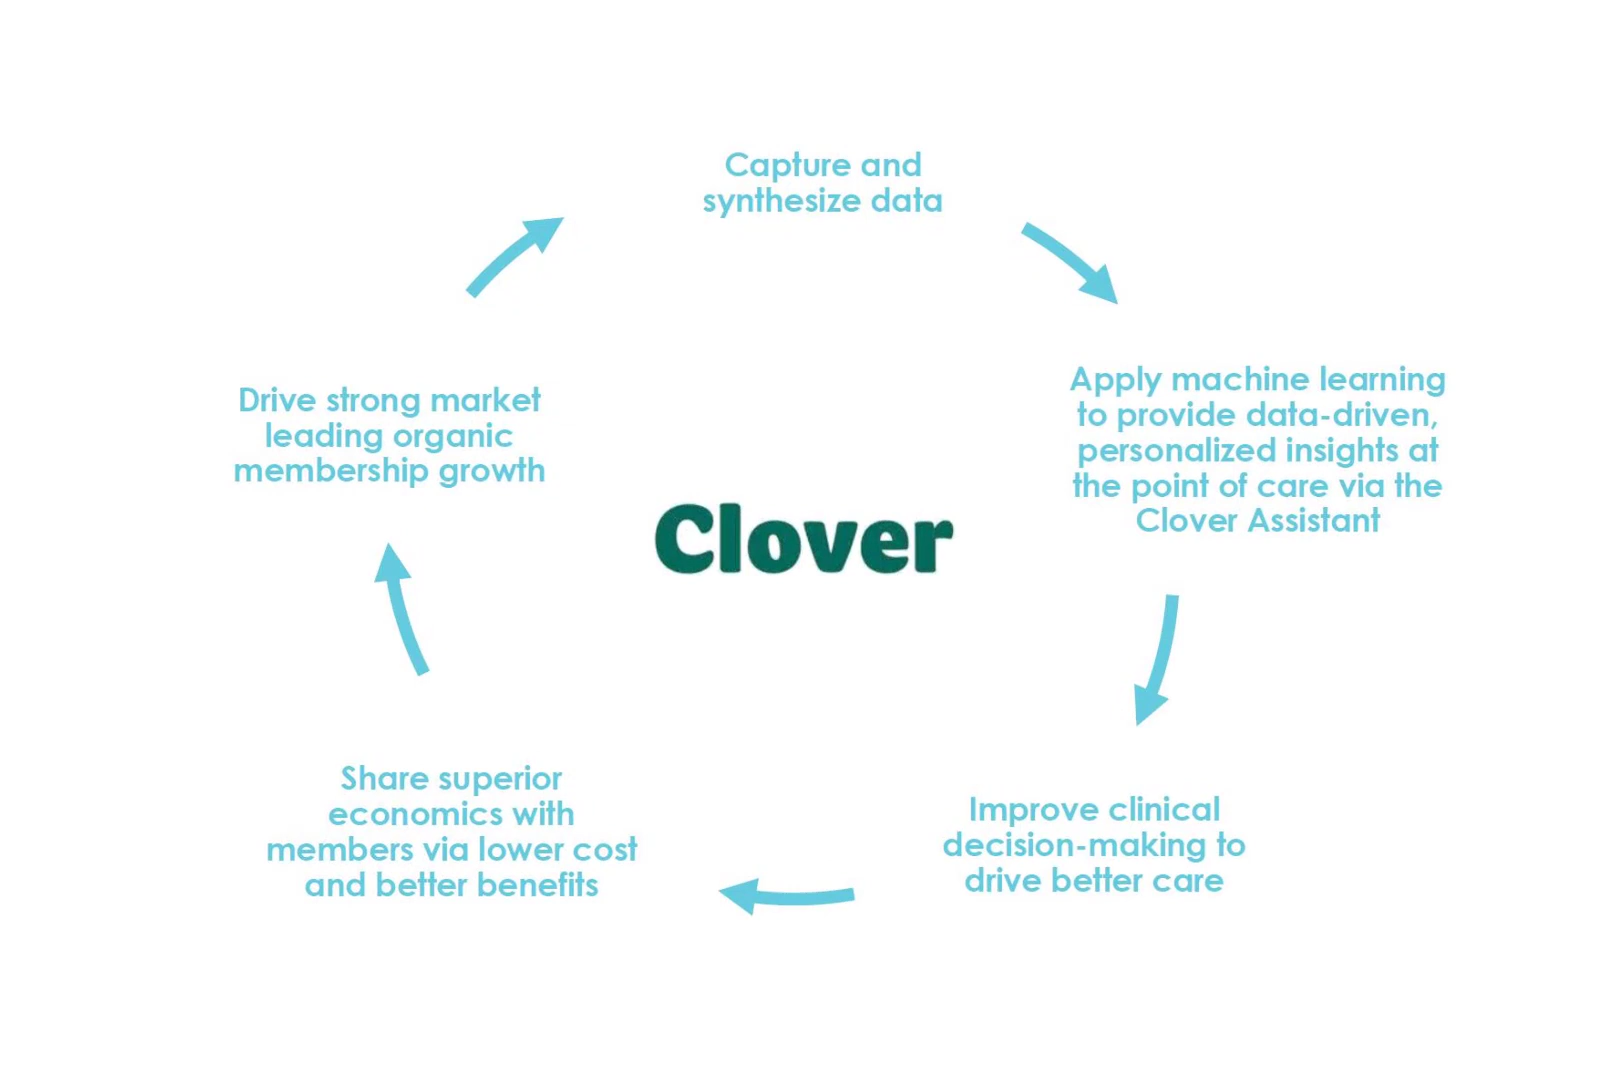 Capture and
synthesize data
Apply machine learning
to provide data-driven,
personalized insights at
the point of care via the
Clover Assistant
Improve clinical
decision-making to
drive better care
Share superior
economics with
members via lower cost
and better benefits
Drive strong market
leading organic
membership growth
Clover